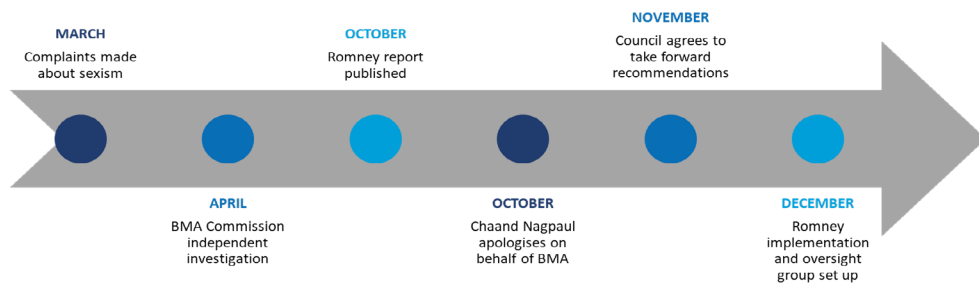 MARCH
Complaints made
about sexism
APRIL
BMA Commission
independent
investigation
OCTOBER
Romney report
published
OCTOBER
Chaand Nagpaul
apologises on
behalf of BMA
NOVEMBER
Council agrees to
take forward
recommendations
DECEMBER
Romney
implementation
and oversight
group set up